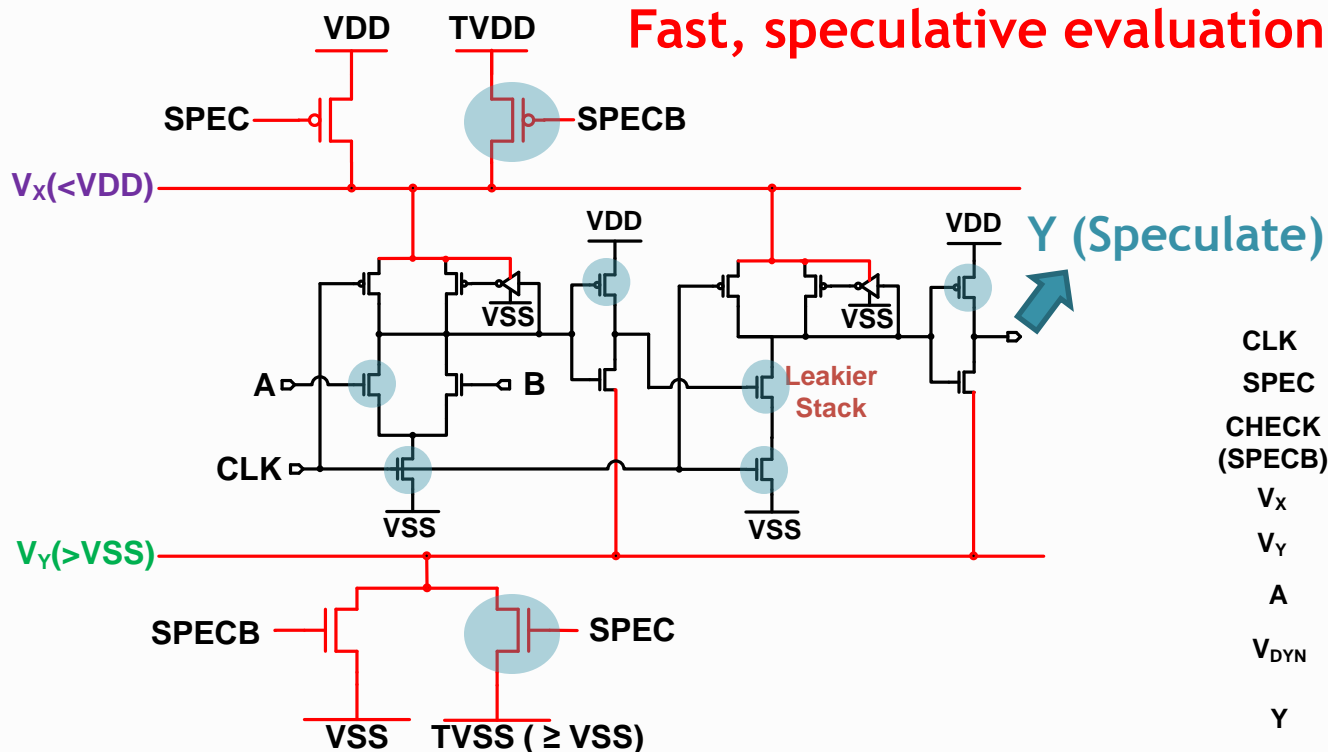 Fast, speculative evaluation
VDD
TVDD
SPEC
SPECB
VX(<VDD)
VDD
VDD
Y (Speculate)
VSS
VSS
A
B
Leakier
Stack
CLK
VSS
VSS
VY(>VSS)
SPECB
SPEC
VSS
TVSS ( ≥ VSS)
CLK
SPEC
CHECK
(SPECB)
VX
VY
A
VDYN
Y